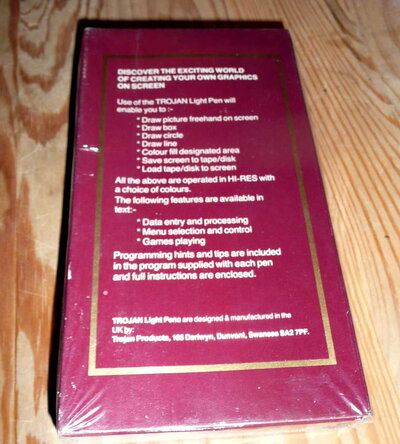 DISCOVER THE EXCITING WORLD
OF CREATING YOUR OWN GRAPHICS
ON SCREEN
Use of the TROJAN Light Pen will
enable you to :-
* Draw picture freehand on screen
* Draw box
* Draw circle
* Draw line
* Colour fill designated area
* Save screen to tape/disk
* Load tape/disk to screen
All the above are operated in HI-RES with
a choice of colours.
The following features are available in
text:-
* Data entry and processing
* Menu selection and control
* Games playing
Programming hints and tips are included
in the program supplied with each pen
and full instructions are enclosed.
TROJAN Light Pens are designed & manufactured in the
UK by:
Trojan Products, 166 Derlwyn, Dunvant, Swansea SA2 7PF.